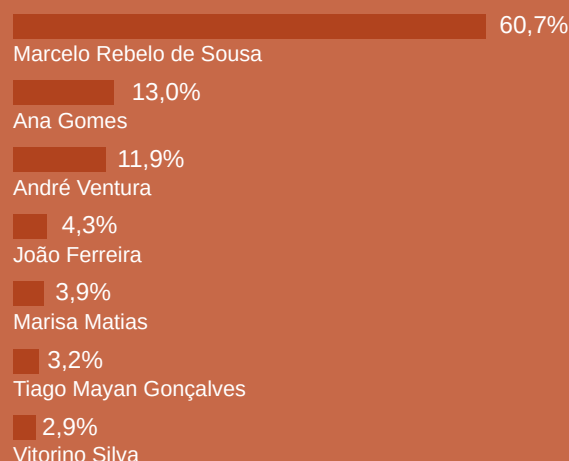 60,7%
Marcelo Rebelo de Sousa
13,0%
Ana Gomes
11,9%
André Ventura
4,3%
João Ferreira
3,9%
Marisa Matias
3,2%
Tiago Mayan Gonçalves
2,9%
Vitorino Silva